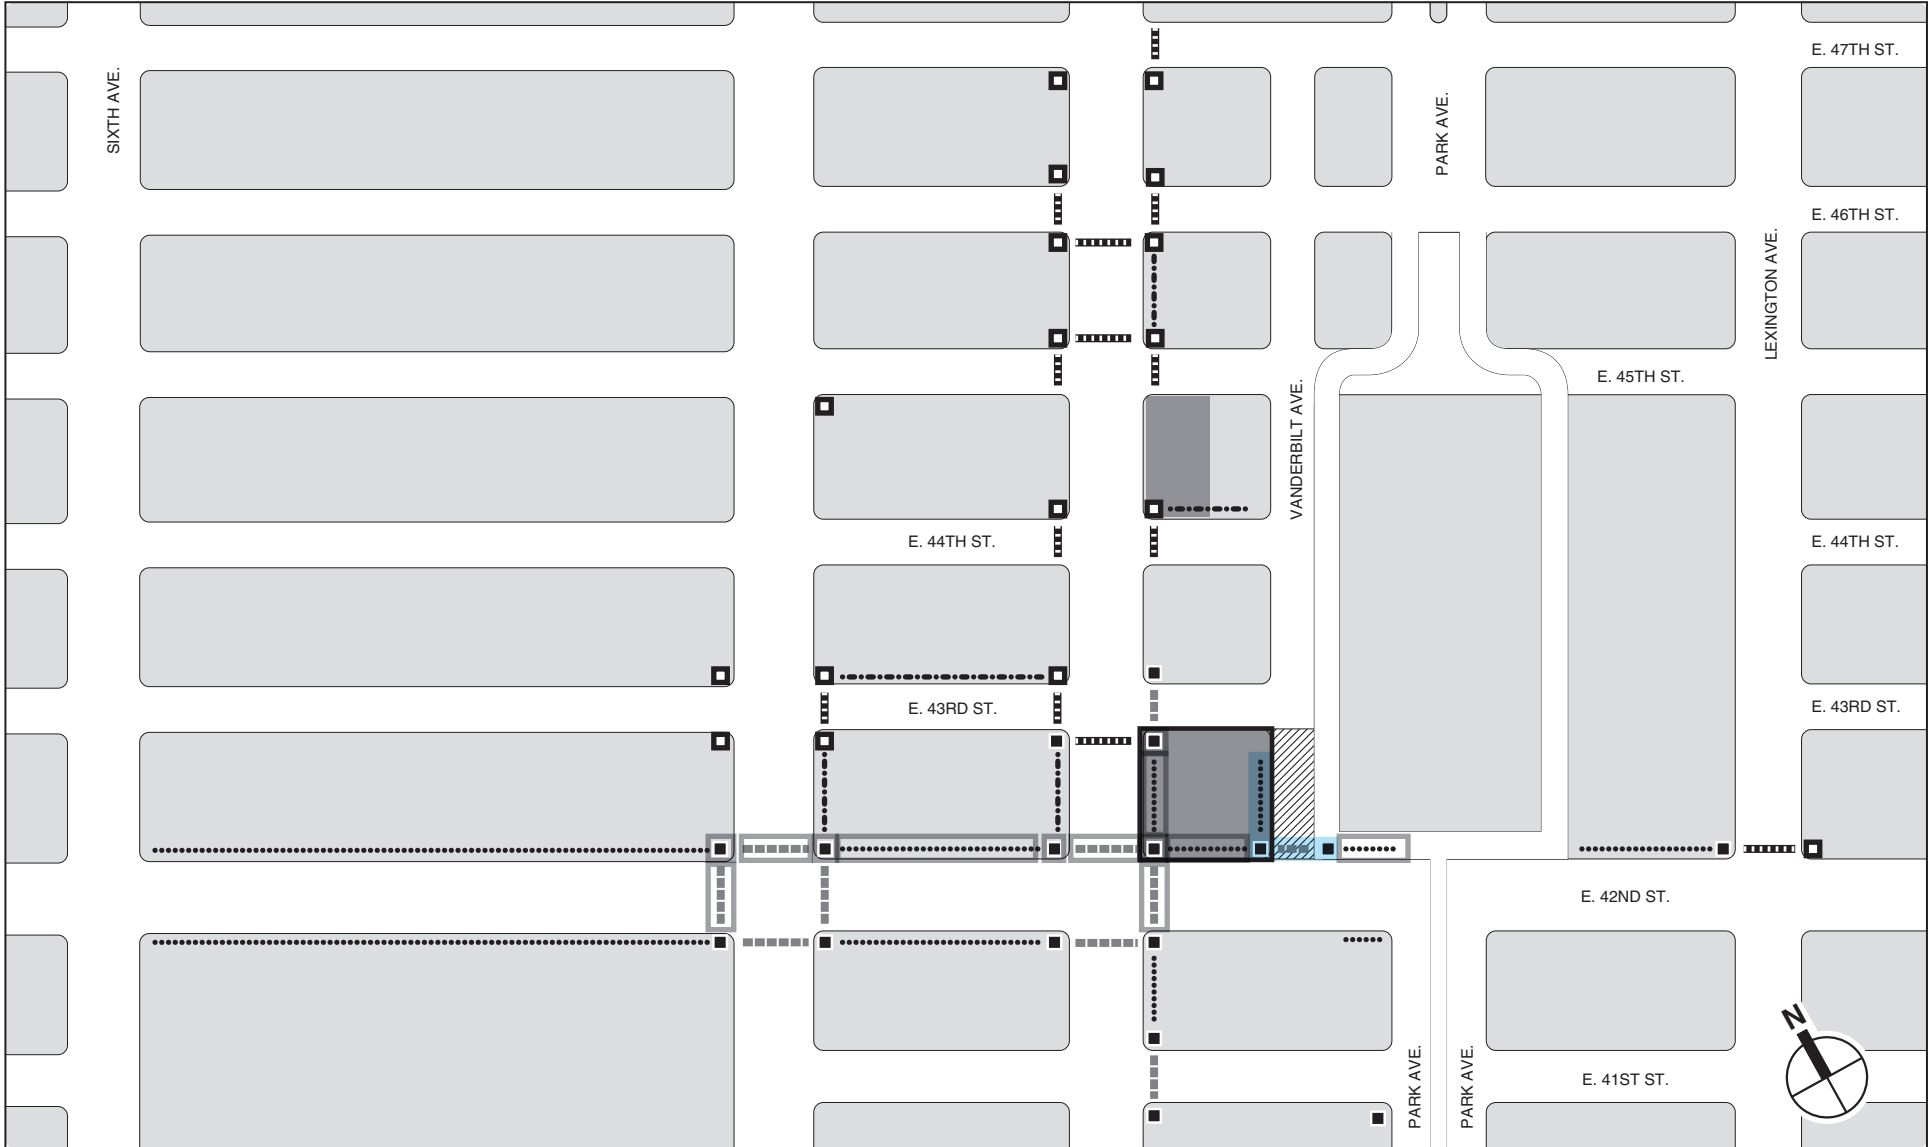 E. 47TH ST.
SIXTH AVE.
PARK AVE.
E. 46TH ST.
LEXINGTON AVE.
E. 45TH ST.
VANDERBILT AVE.
E. 44TH ST.
E. 44TH ST.
E. 43RD ST.
E. 43RD ST.
E. 42ND ST.
N
PARK AVE.
PARK AVE.
E. 41ST ST.